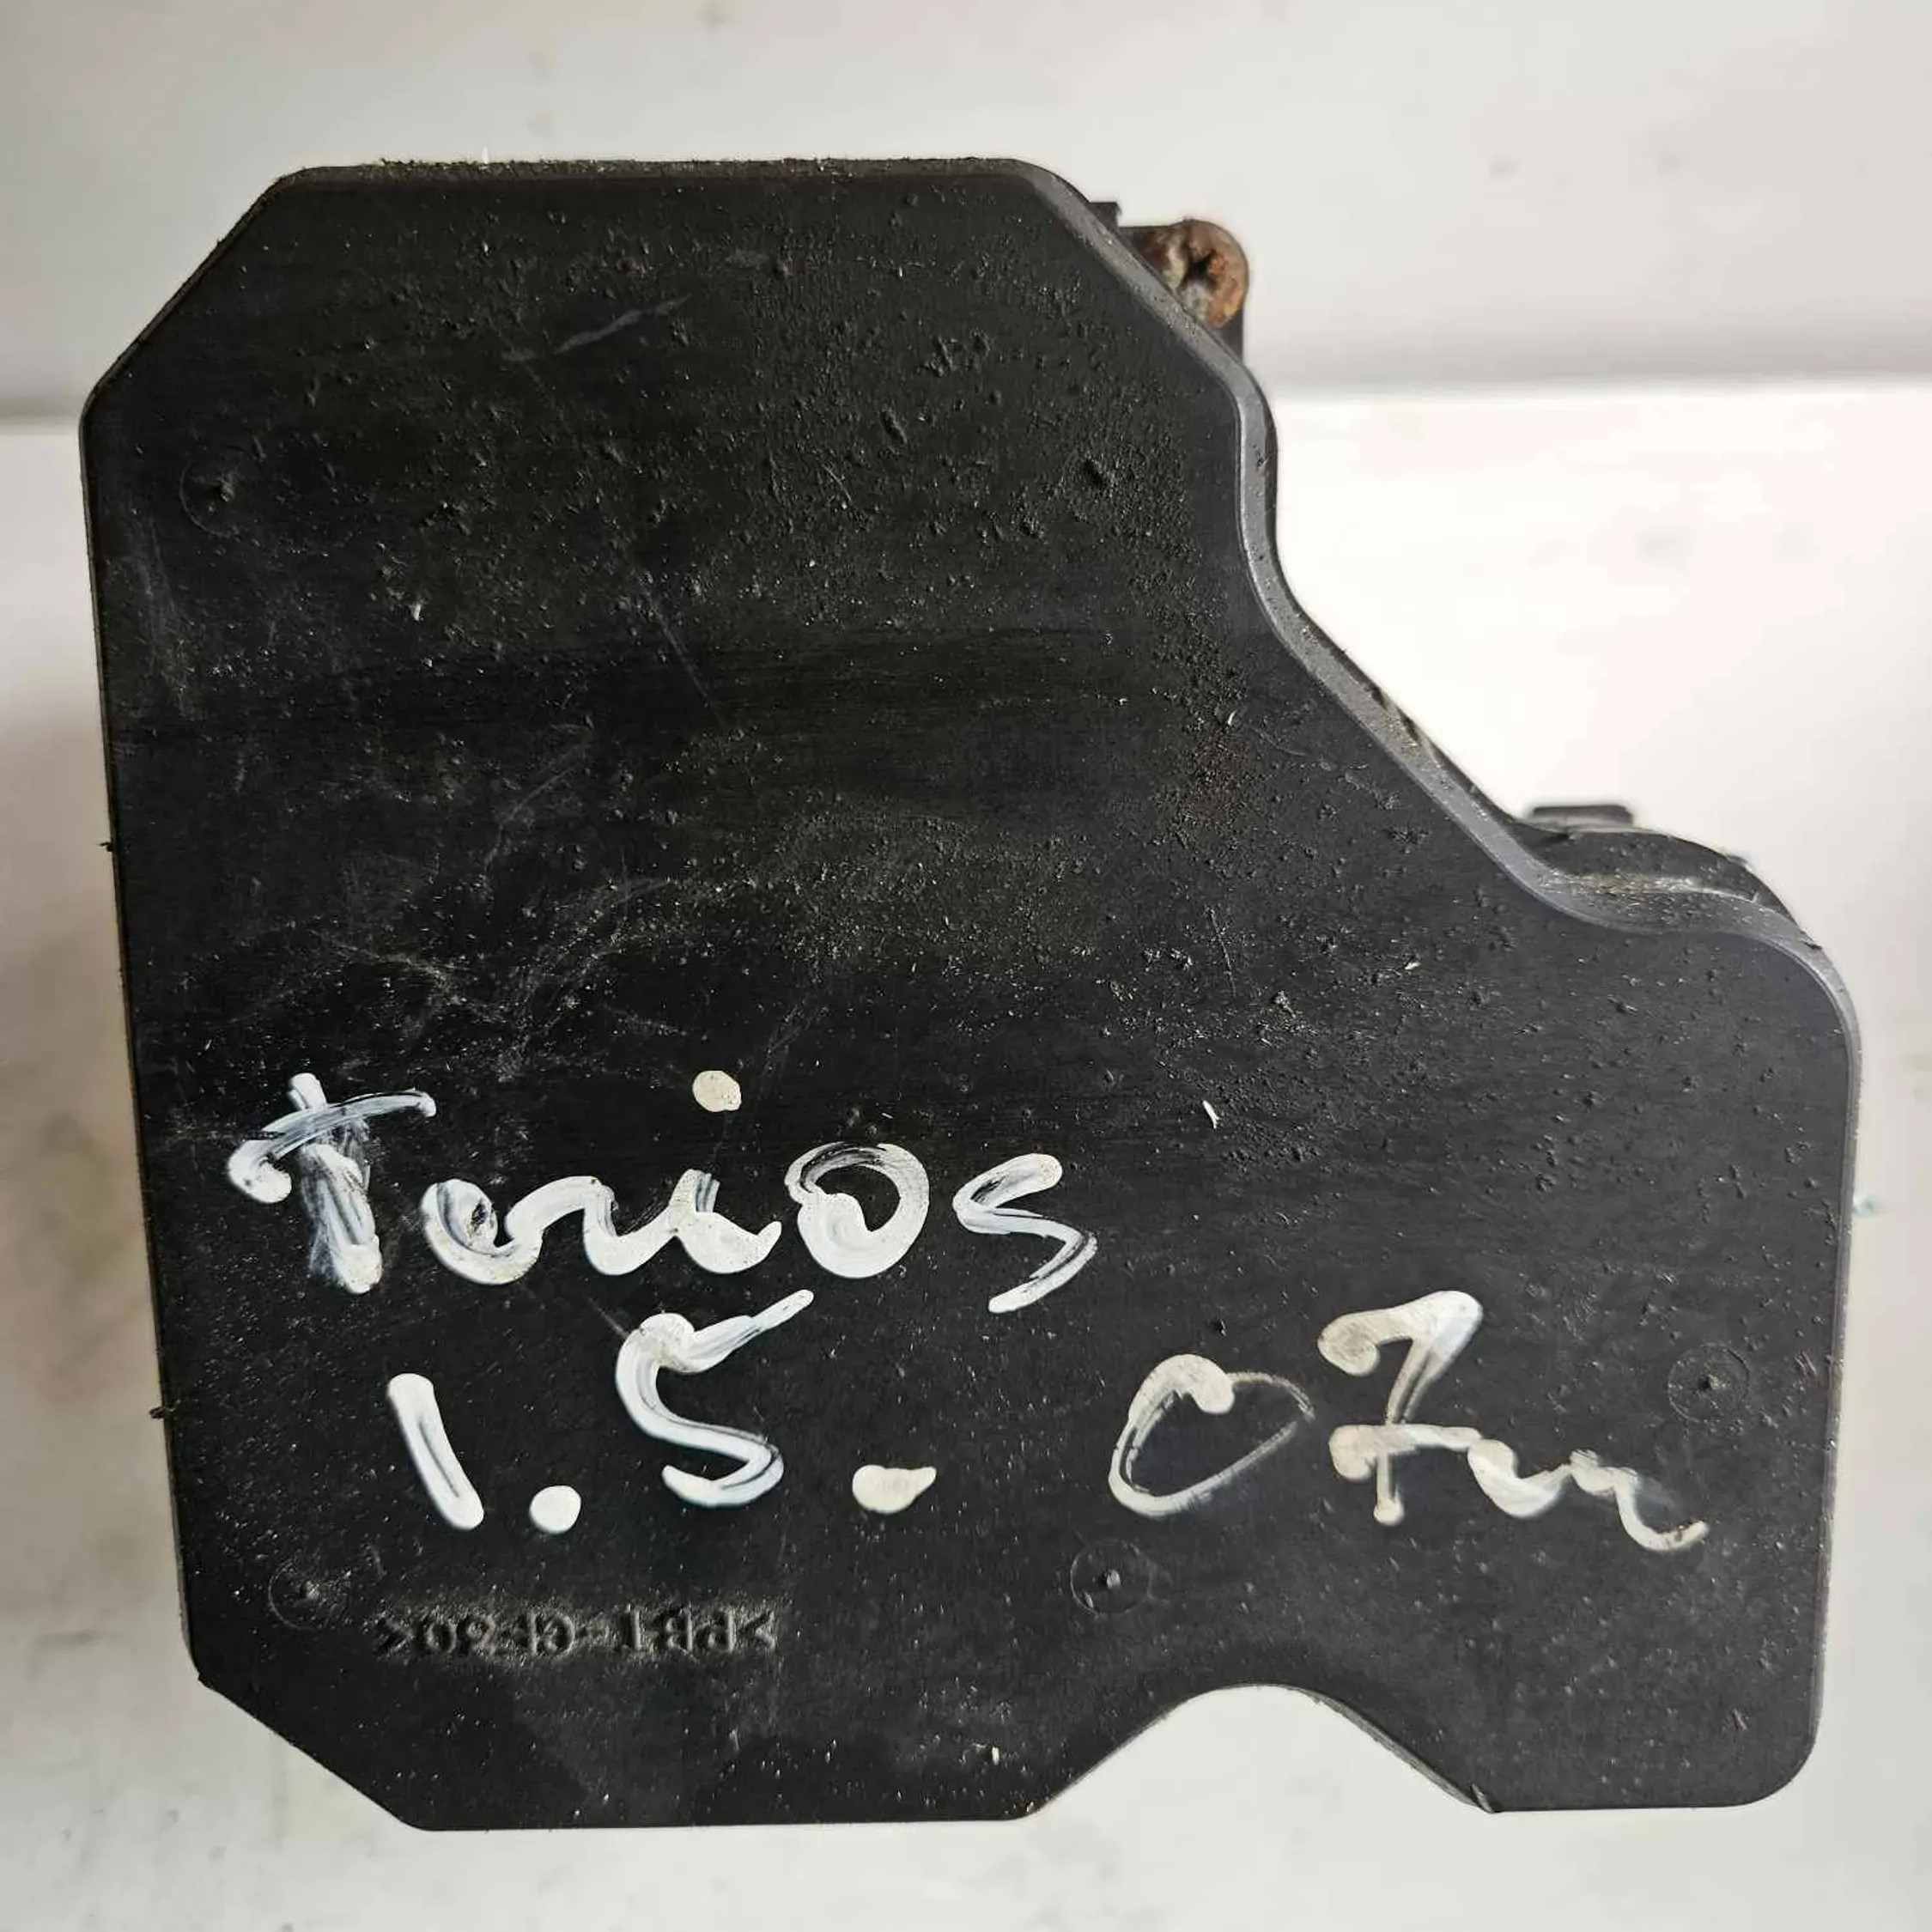 Terios
1.5. 07m
>PBT-GF30<